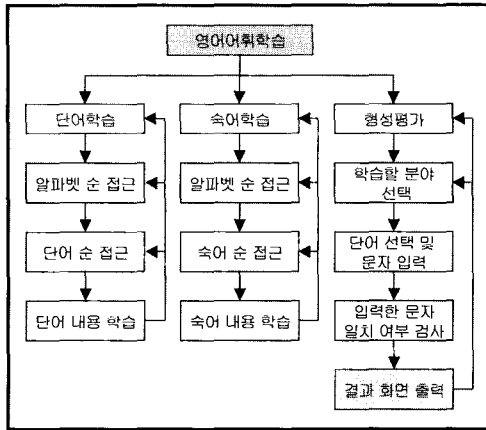 영어어휘학습
단어학습
알파벳 순 접근
단어 순 접근
단어 내용 학습
숙어학습
알파벳 순 접근
숙어 순 접근
숙어 내용 학습
형성평가
학습할 분야
선택
단어 선택 및
문자 입력
입력한 문자
일치 여부 검사
결과 화면 출력